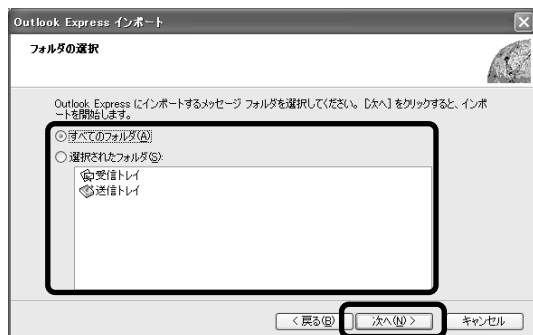 Outlook Express インポート
フォルダの選択
Outlook Express にインポートするメッセージ フォルダを選択してください。[次へ] をクリックすると、インポ
ートを開始します。
すべてのフォルダ(A)
選択されたフォルダ(S):
受信トレイ
送信トレイ
< 戻る(B)
次へ(N) >
キャンセル